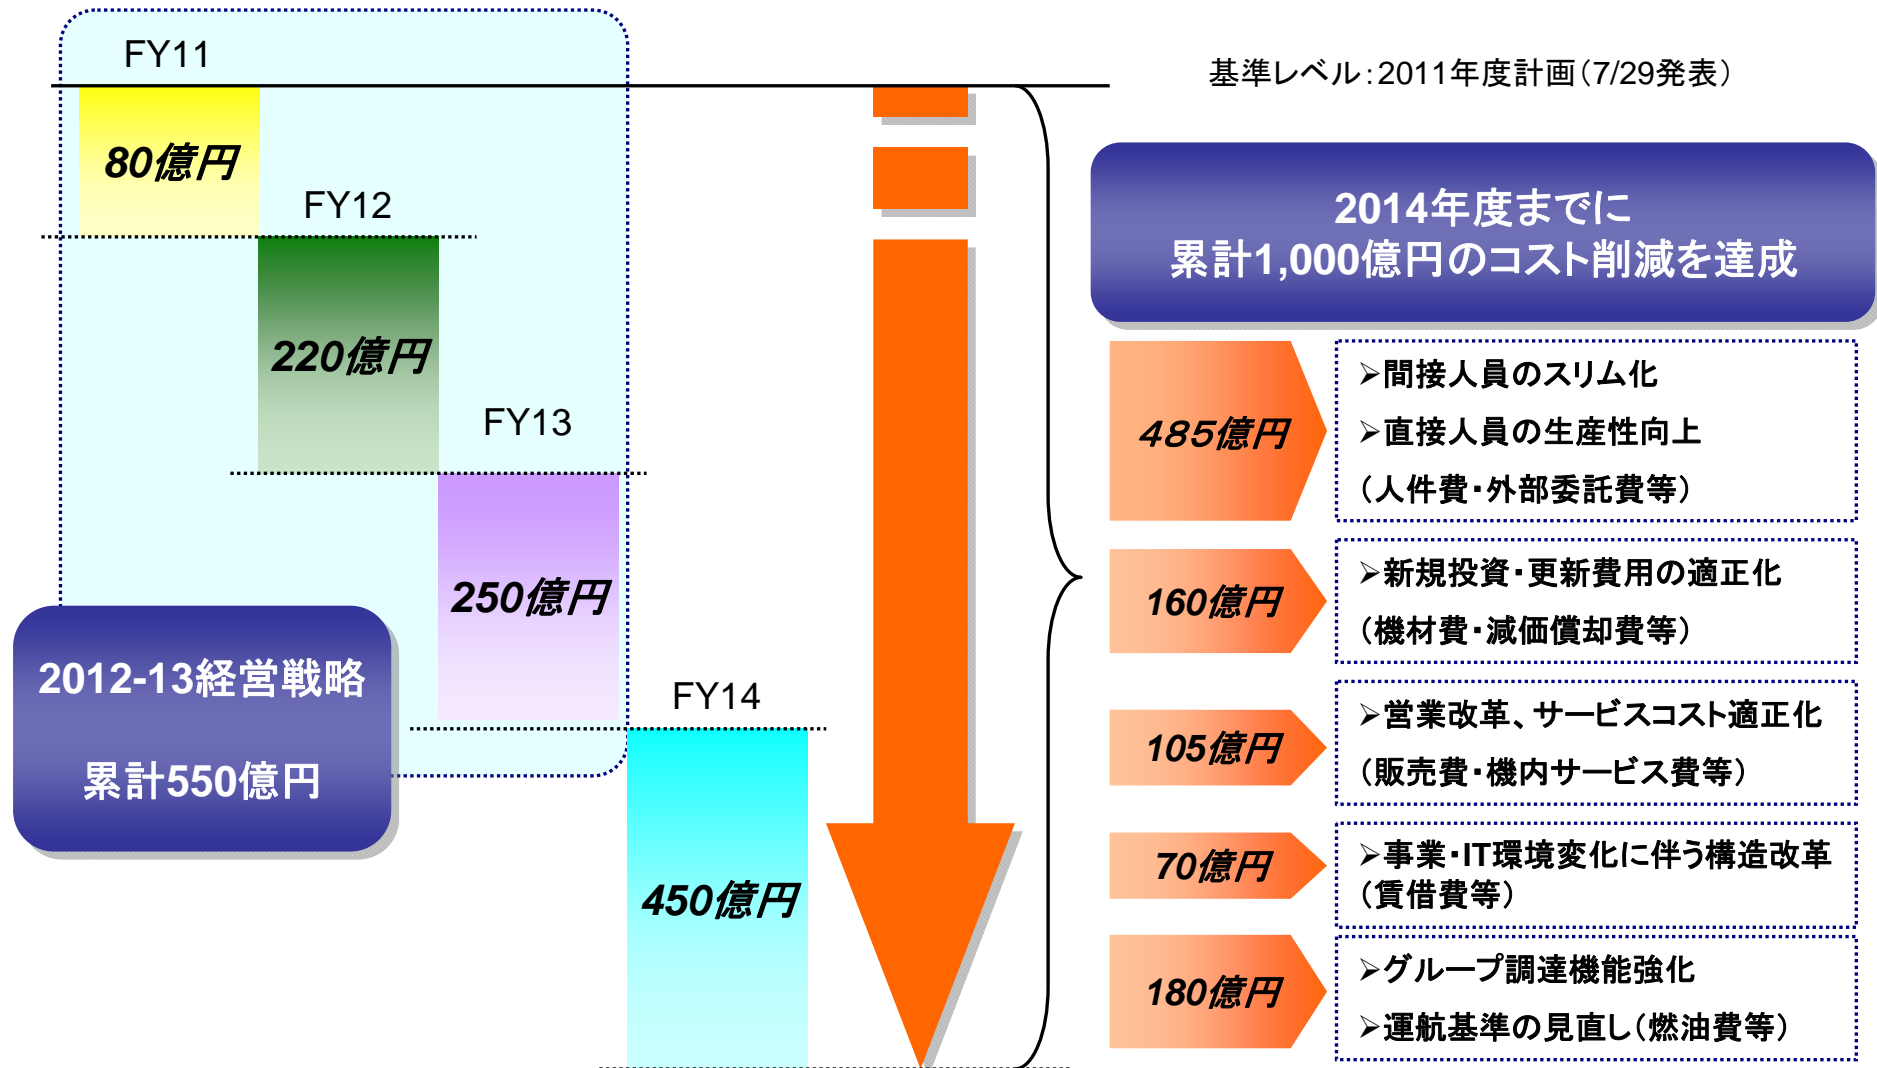 FY11
基準レベル：2011年度計画（7/29発表）
80億円
FY12
220億円
FY13
250億円
2012-13経営戦略
累計550億円
FY14
450億円
2014年度までに
累計1,000億円のコスト削減を達成
485億円
➢間接人員のスリム化
➢直接人員の生産性向上
（人件費・外部委託費等）
160億円
➢新規投資・更新費用の適正化
（機材費・減価償却費等）
105億円
➢営業改革、サービスコスト適正化
（販売費・機内サービス費等）
70億円
➢事業・IT環境変化に伴う構造改革
（賃借費等）
180億円
➢グループ調達機能強化
➢運航基準の見直し（燃油費等）